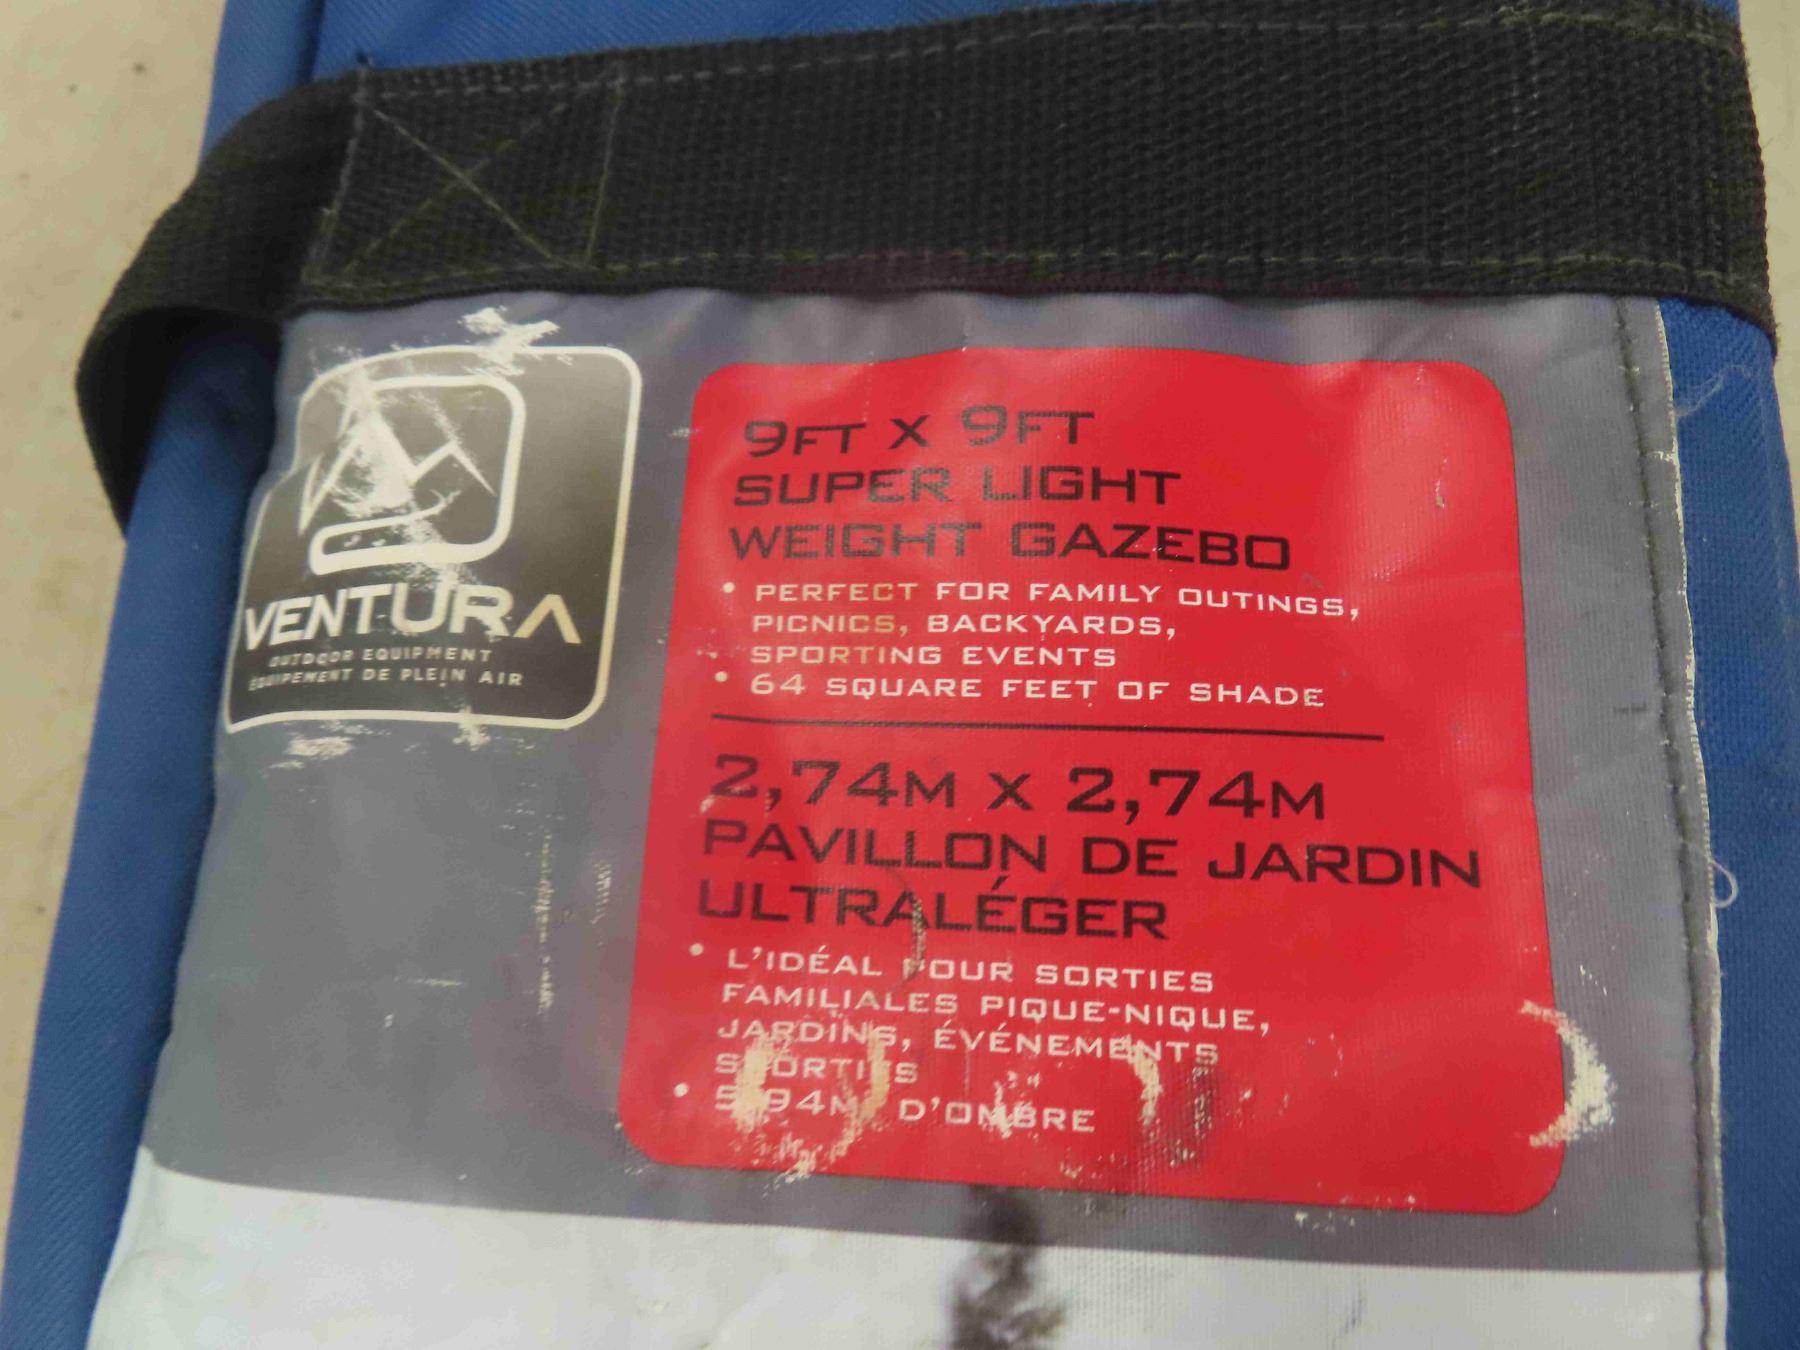 VENTURA
OUTDOOR EQUIPMENT
ÉQUIPEMENT DE PLEIN AIR
9FT X 9FT
SUPER LIGHT
WEIGHT GAZEBO
• PERFECT FOR FAMILY OUTINGS,
PICNICS, BACKYARDS,
SPORTING EVENTS
• 64 SQUARE FEET OF SHADE
2,74M X 2,74M
PAVILLON DE JARDIN
ULTRALÉGER
• L'IDÉAL POUR SORTIES
FAMILIALES PIQUE-NIQUE,
JARDINS, ÉVÉNEMENTS
SPORTIFS
• D'OMBRE